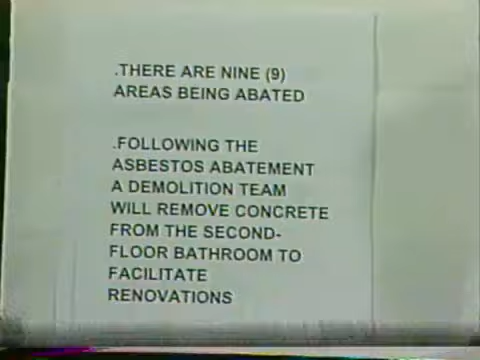 .THERE ARE NINE (9)
AREAS BEING ABATED
.FOLLOWING THE
ASBESTOS ABATEMENT
A DEMOLITION TEAM
WILL REMOVE CONCRETE
FROM THE SECOND-
FLOOR BATHROOM TO
FACILITATE
RENOVATIONS